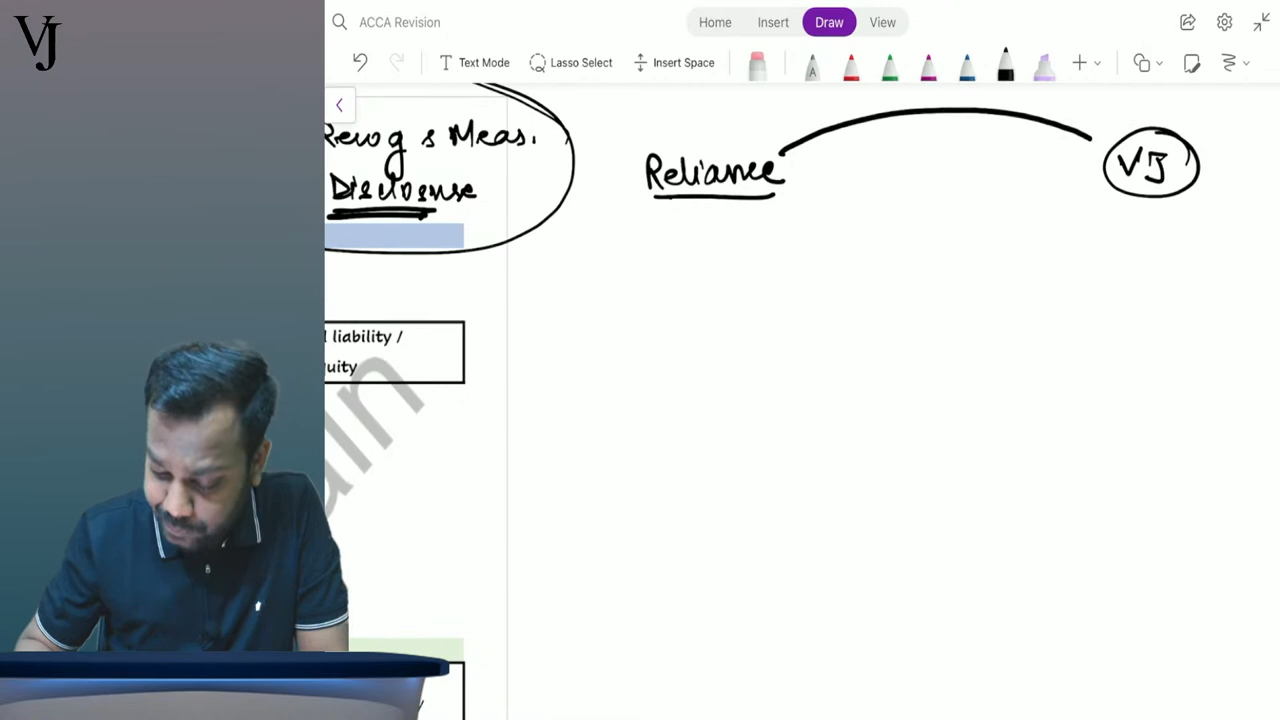 VJ
ACCA Revision
Home Insert Draw View
Text Mode Lasso Select Insert Space
A
Recog & Meas.
Disclosure
Reliance
VJ
liability /
uity
ain